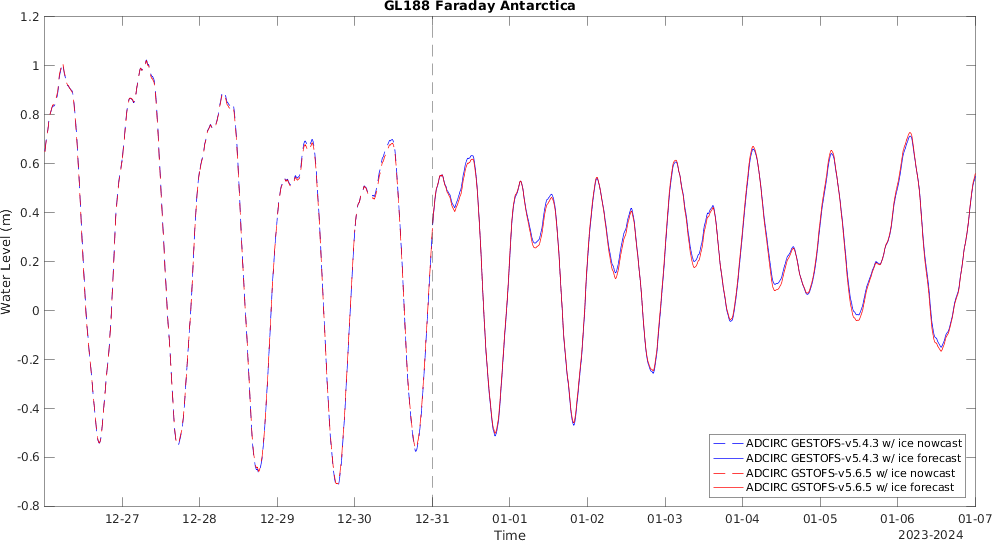 GL188 Faraday Antarctica
1.2
1
0.8
0.6
0.4
0.2
0
-0.2
-0.4
-0.6
-0.8
Water Level (m)
ADCIRC GESTOFS-v5.4.3 w/ ice nowcast
ADCIRC GESTOFS-v5.4.3 w/ ice forecast
ADCIRC GSTOFS-v5.6.5 w/ ice nowcast
ADCIRC GSTOFS-v5.6.5 w/ ice forecast
12-27 12-28 12-29 12-30 12-31 01-01 01-02 01-03 01-04 01-05 01-06 01-07
Time
2023-2024